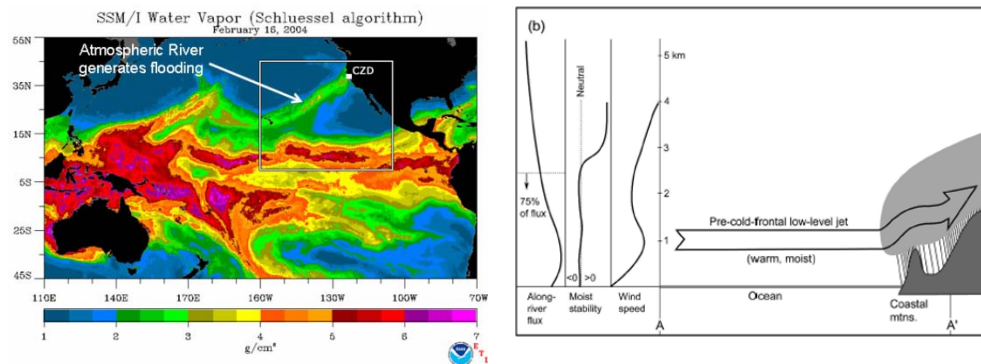 SSM/I Water Vapor (Schluessel algorithm)
February 16, 2004
55N
35N
15N
5S
25S
45S
Atmospheric River
generates flooding
CZD
110E 140E 170E 160W 130W 100W 70W
1 2 3 4 5 6 7
g/cm²
(b)
5 km
4
3
2
1
Neutral
75%
of flux
<0 >0
Along-
river
flux
Moist
stability
Wind
speed
Pre-cold-frontal low-level jet
(warm, moist)
Ocean
Coastal
mtns.
A A'